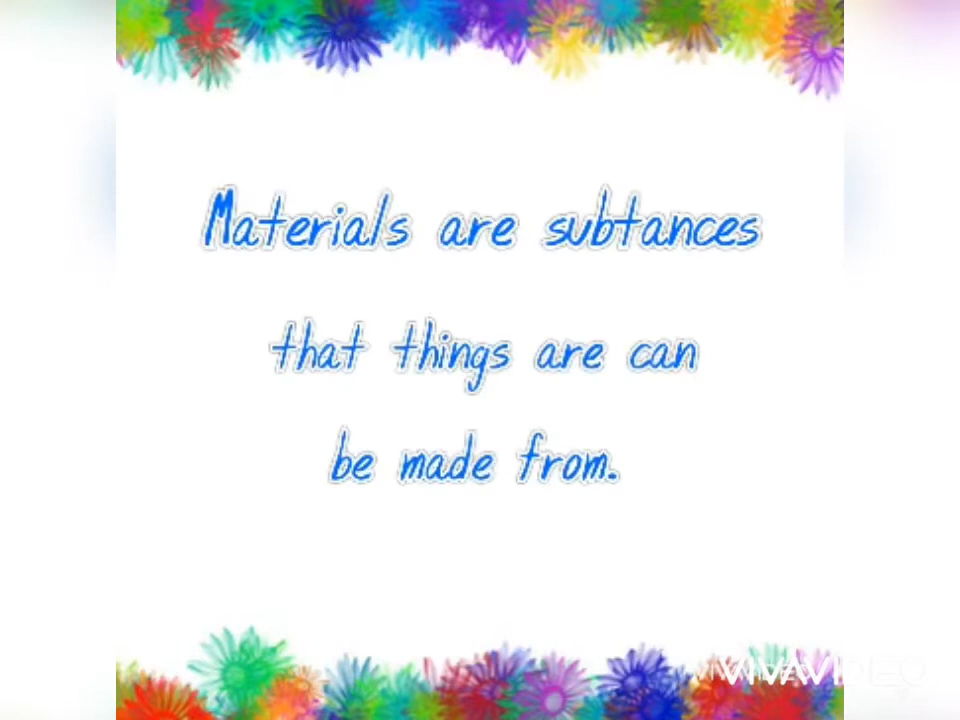 Materials are subtances
that things are can
be made from.
VIVAVIDEO